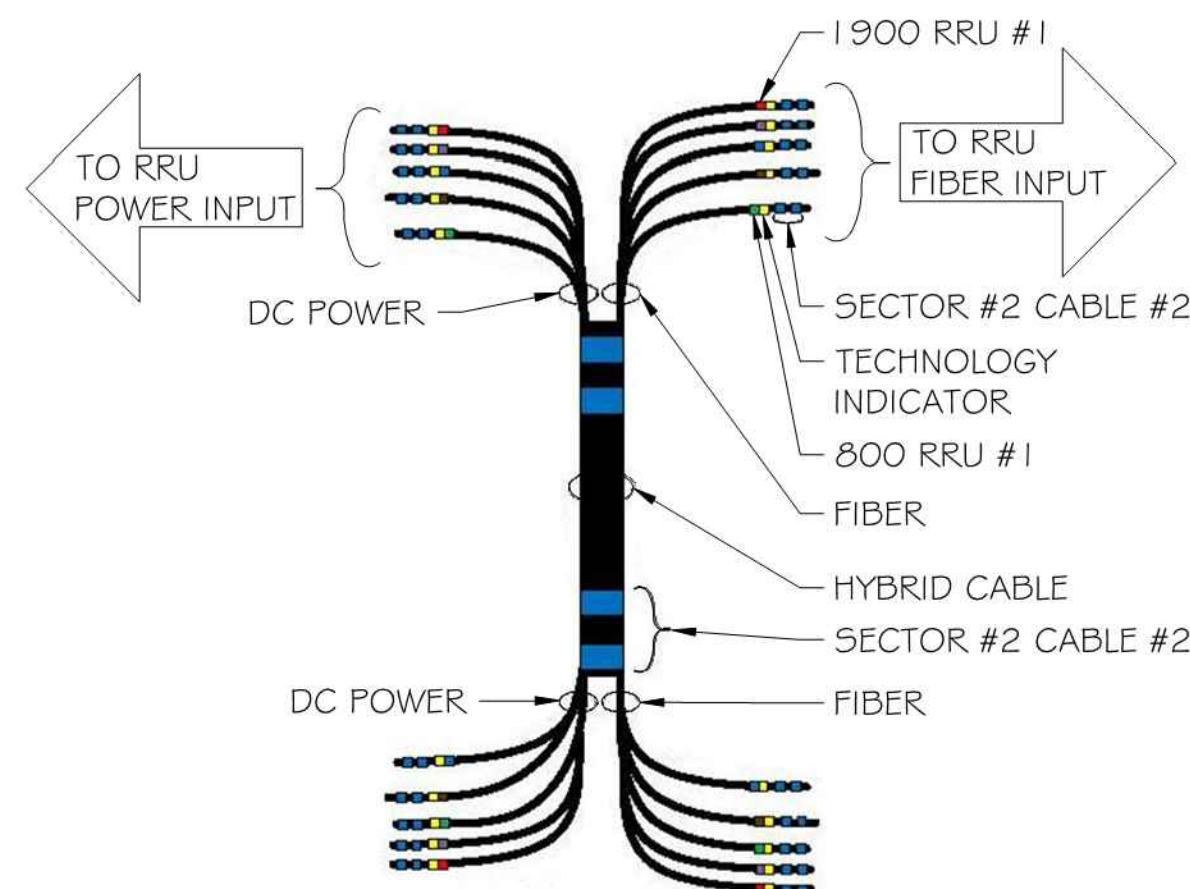 1900 RRU #1
TO RRU
POWER INPUT
TO RRU
FIBER INPUT
DC POWER
SECTOR #2 CABLE #2
TECHNOLOGY
INDICATOR
800 RRU #1
FIBER
HYBRID CABLE
SECTOR #2 CABLE #2
DC POWER
FIBER